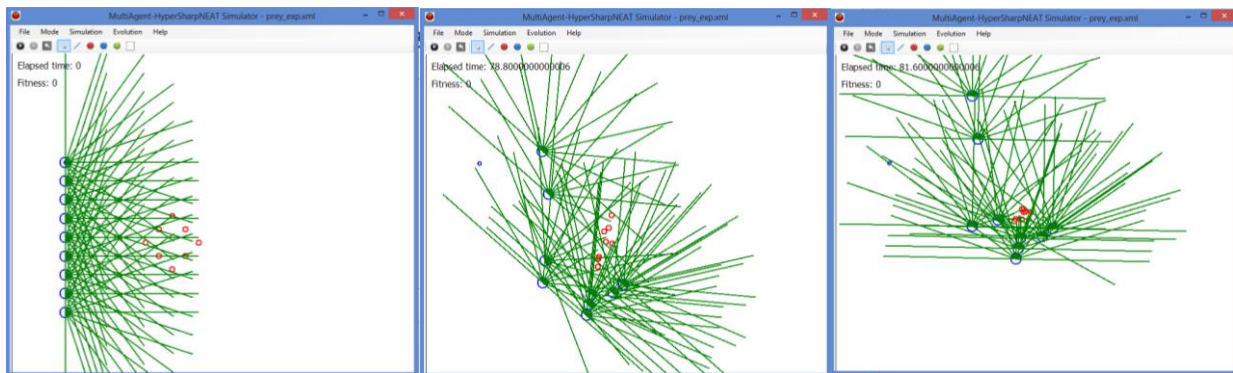 MultiAgent-HyperSharpNEAT Simulator - prey_exp.xml
File Mode Simulation Evolution Help
Elapsed time: 0
Fitness: 0
MultiAgent-HyperSharpNEAT Simulator - prey_exp.xml
File Mode Simulation Evolution Help
Elapsed time: 78.8000000000006
Fitness: 0
MultiAgent-HyperSharpNEAT Simulator - prey_exp.xml
File Mode Simulation Evolution Help
Elapsed time: 81.6000000000006
Fitness: 0